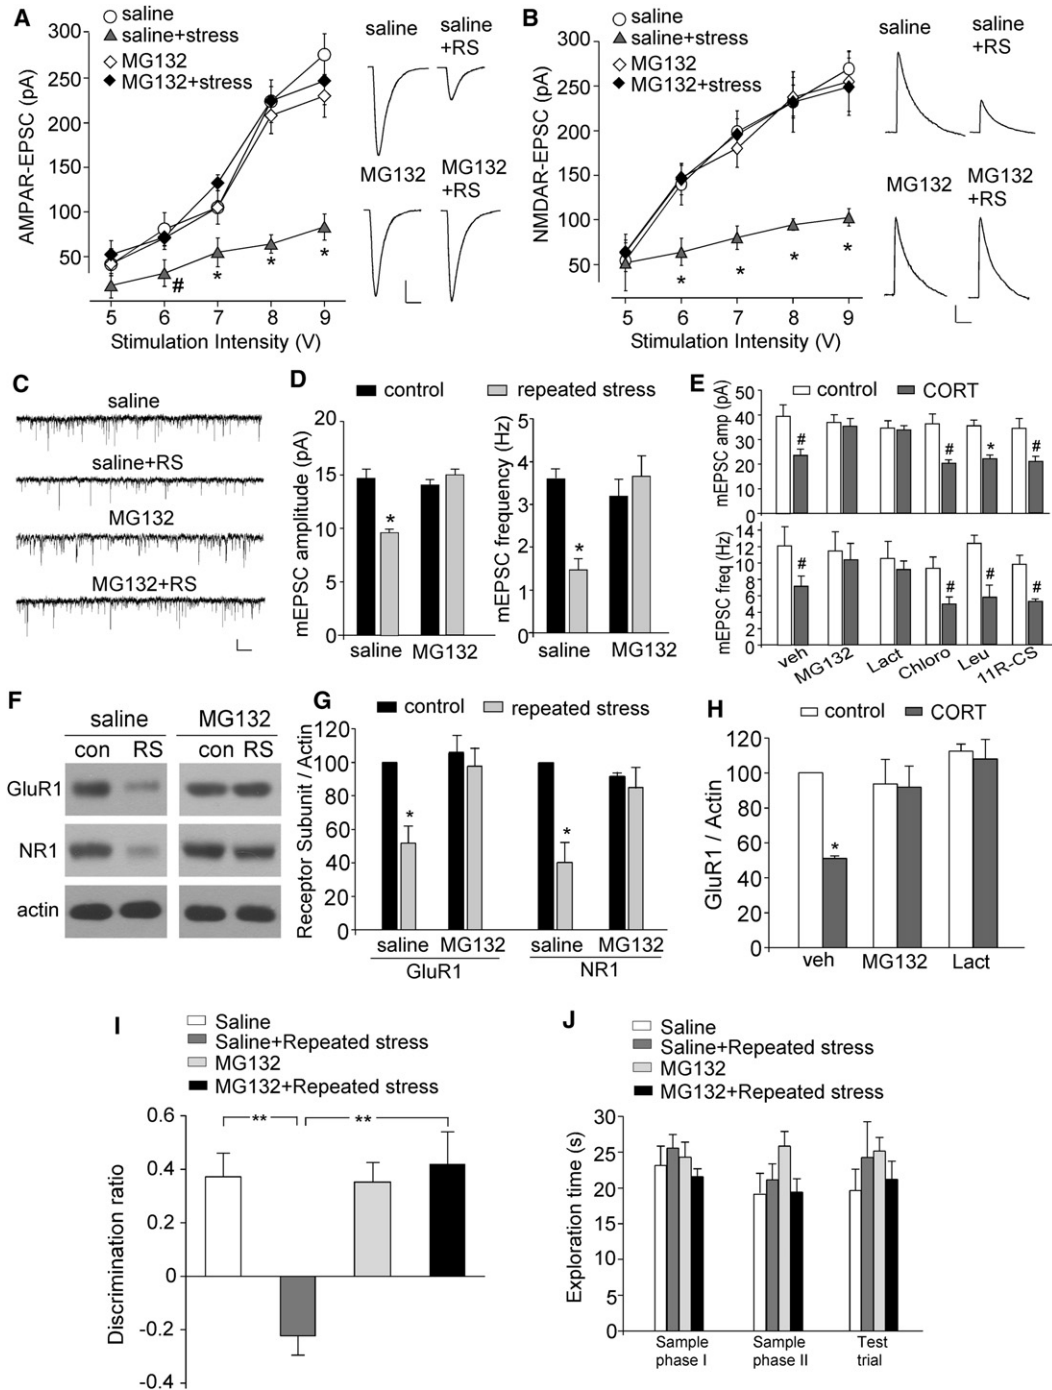 A
saline
saline+stress
MG132
MG132+stress
300
250
200
150
100
50
AMPAR-EPSC (pA)
#
*
*
*
5 6 7 8 9
Stimulation Intensity (V)
saline
saline +RS
MG132
MG132 +RS
B
saline
saline+stress
MG132
MG132+stress
300
250
200
150
100
50
NMDAR-EPSC (pA)
*
*
*
*
5 6 7 8 9
Stimulation Intensity (V)
saline
saline +RS
MG132
MG132 +RS
C
saline
saline+RS
MG132
MG132+RS
D
control
repeated stress
20
15
10
5
0
mEPSC amplitude (pA)
*
saline MG132
5
4
3
2
1
0
mEPSC frequency (Hz)
*
saline MG132
E
control
CORT
50
40
30
20
10
0
mEPSC amp (pA)
# # * #
14
12
10
8
6
4
2
0
mEPSC freq (Hz)
# # # #
veh MG132 Lact Chloro Leu 11R-CS
F
saline MG132
con RS con RS
GluR1
NR1
actin
G
control
repeated stress
120
100
80
60
40
20
0
Receptor Subunit / Actin
* *
saline MG132 saline MG132
GluR1 NR1
H
control
CORT
120
100
80
60
40
20
0
GluR1 / Actin
*
veh MG132 Lact
I
Saline
Saline+Repeated stress
MG132
MG132+Repeated stress
0.6
0.4
0.2
0
-0.2
-0.4
Discrimination ratio
** **
J
Saline
Saline+Repeated stress
MG132
MG132+Repeated stress
30
25
20
15
10
5
0
Exploration time (s)
Sample phase I
Sample phase II
Test trial